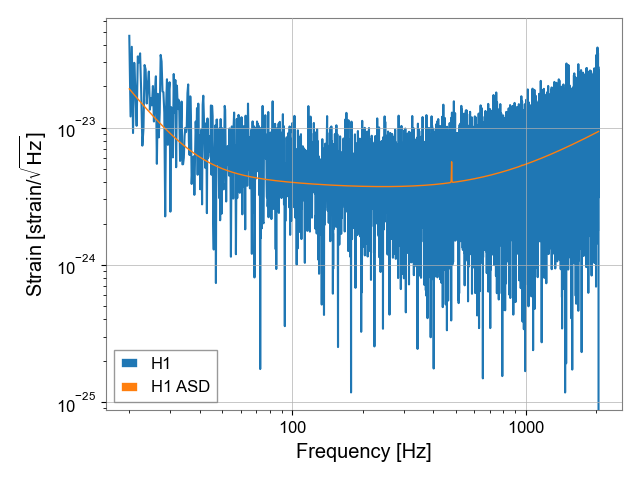 10⁻²³
10⁻²⁴
10⁻²⁵
Strain [strain/√Hz]
H1
H1 ASD
100
1000
Frequency [Hz]